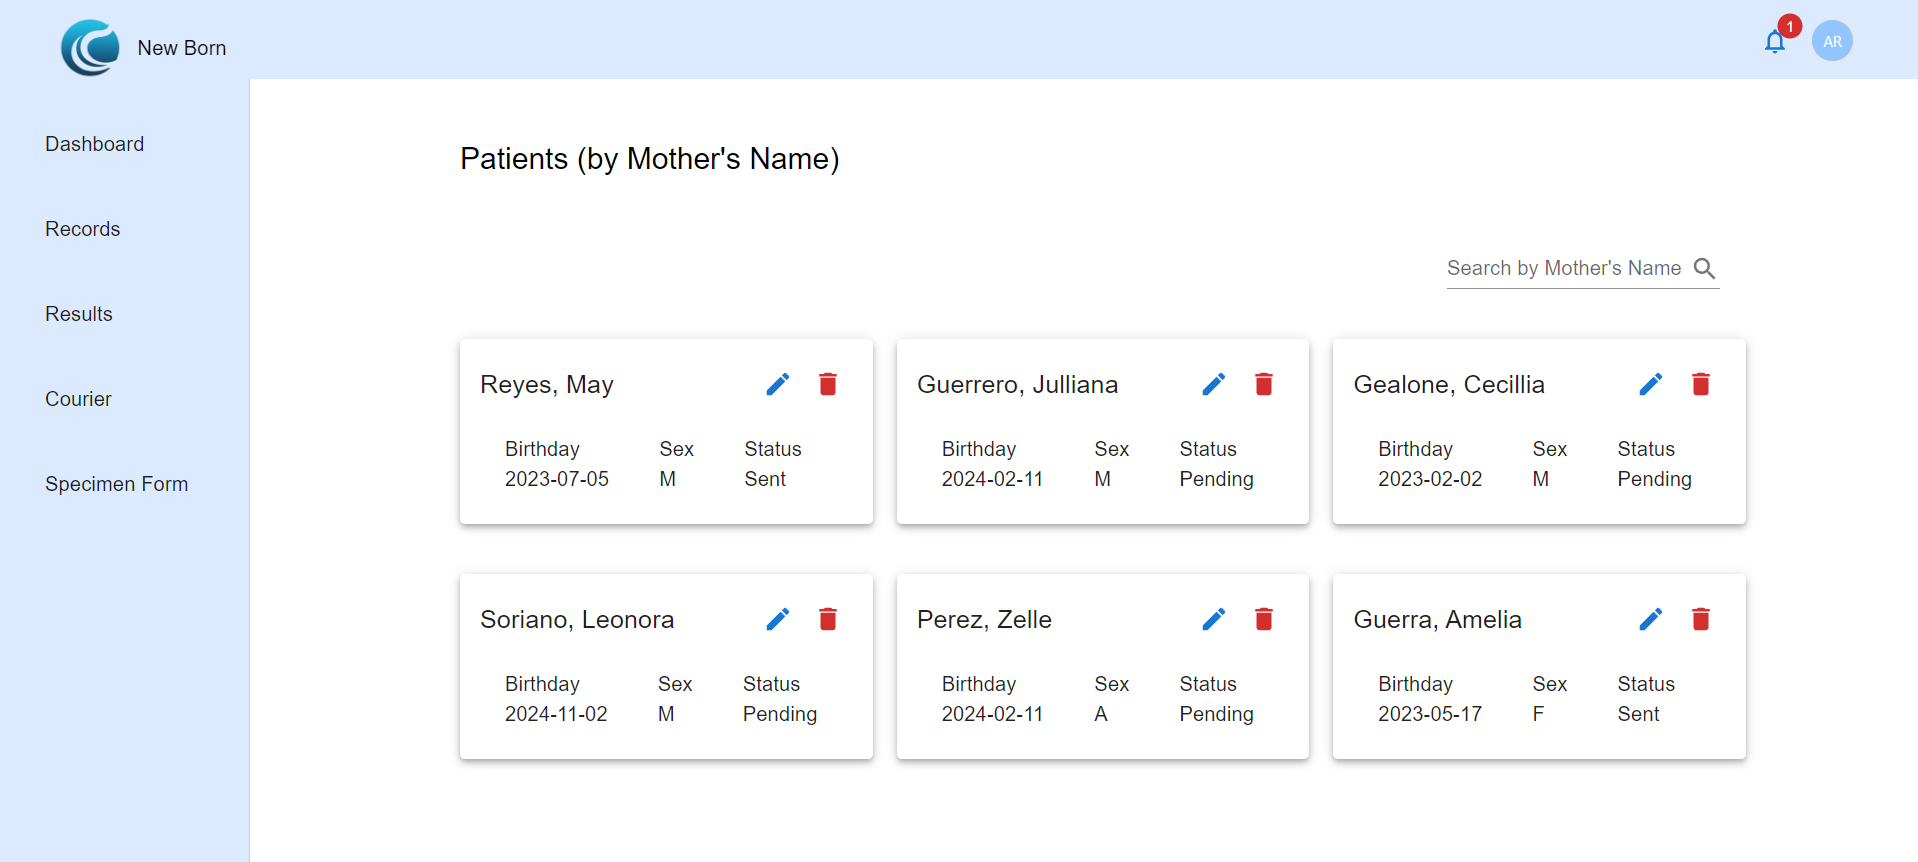 New Born
1
AR
Dashboard
Records
Results
Courier
Specimen Form
Patients (by Mother's Name)
Search by Mother's Name
Reyes, May
Birthday Sex Status
2023-07-05 M Sent
Guerrero, Julliana
Birthday Sex Status
2024-02-11 M Pending
Gealone, Cecillia
Birthday Sex Status
2023-02-02 M Pending
Soriano, Leonora
Birthday Sex Status
2024-11-02 M Pending
Perez, Zelle
Birthday Sex Status
2024-02-11 A Pending
Guerra, Amelia
Birthday Sex Status
2023-05-17 F Sent